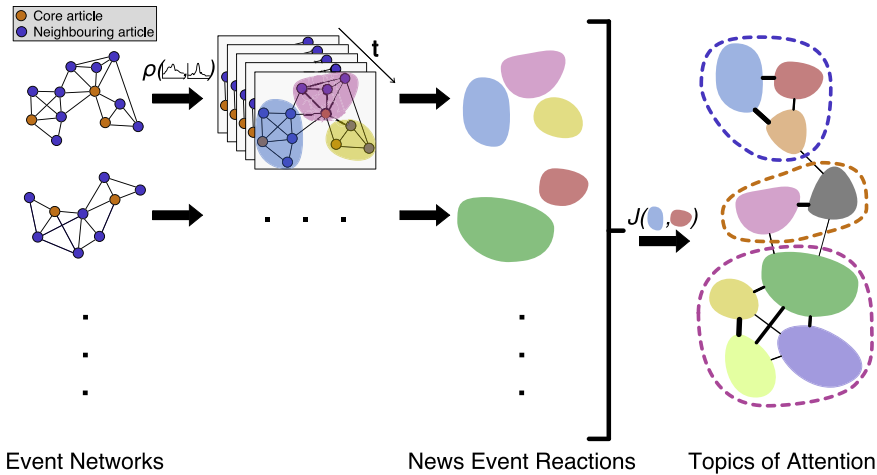 Core article
Neighbouring article
ρ( , )
t
J( , )
Event Networks
News Event Reactions
Topics of Attention